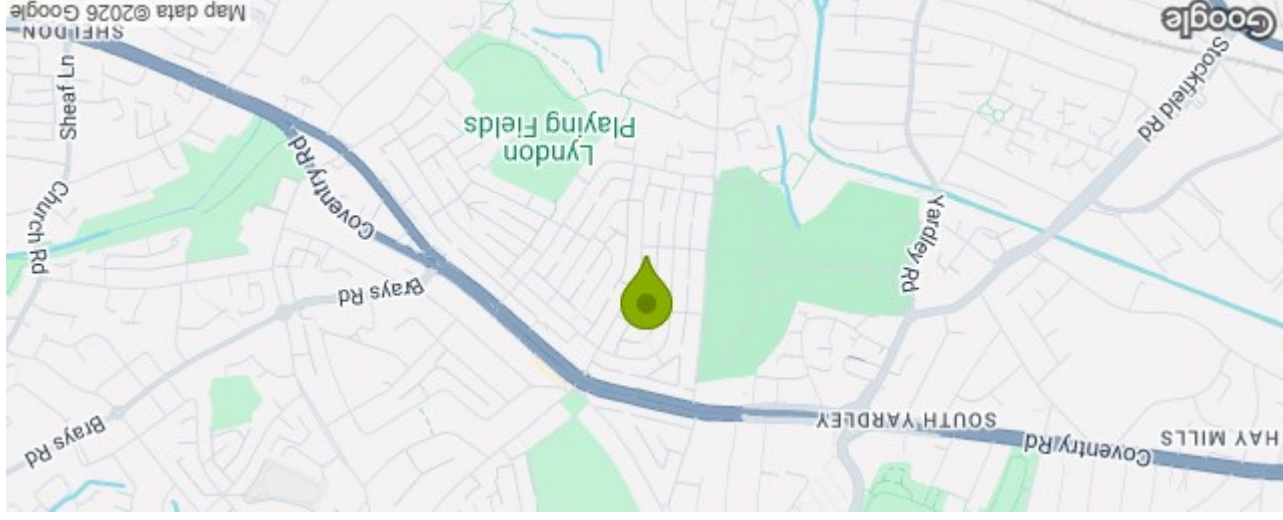 Hay Mills
Coventry Rd
SOUTH YARDLEY
Brays Rd
Yardley Rd
Brays Rd
Church Rd
Coventry Rd
Stockfield Rd
Lyndon
Playing Fields
Sheaf Ln
SHELDON
Google
Map data ©2026 Google